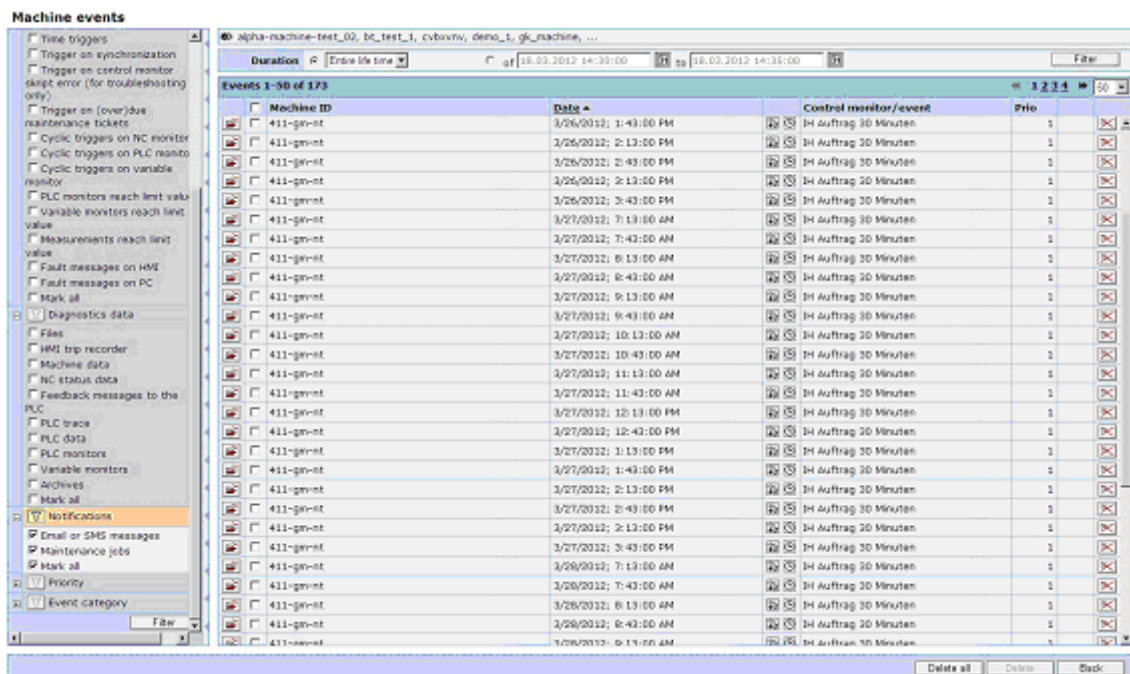 Machine events
Time triggers
Trigger on synchronization
Trigger on control monitor
skript error (for troubleshooting
only)
Trigger on (over)due
maintenance tickets
Cyclic triggers on NC monitor
Cyclic triggers on PLC monito
Cyclic triggers on variable
monitor
PLC monitors reach limit valu
Variable monitors reach limit
value
Measurements reach limit
value
Fault messages on HMI
Fault messages on PC
Mark all
Diagnostics data
Files
HMI trip recorder
Machine data
NC status data
Feedback messages to the
PLC
PLC trace
PLC data
PLC monitors
Variable monitors
Archives
Mark all
Notifications
Email or SMS messages
Maintenance jobs
Mark all
Priority
Event category
Filter
alpha-machine-test_02, bt_test_1, cvbxvnv, demo_1, gk_machine, ...
Duration Entire life time of 18.03.2012 14:30:00 to 18.03.2012 14:35:00 Filter
Events 1-50 of 173 « 1 2 3 4 » 50
Machine ID Date Control monitor/event Prio
411-gm-nt 3/26/2012; 1:43:00 PM IH Auftrag 30 Minuten 1
411-gm-nt 3/26/2012; 2:13:00 PM IH Auftrag 30 Minuten 1
411-gm-nt 3/26/2012; 2:43:00 PM IH Auftrag 30 Minuten 1
411-gm-nt 3/26/2012; 3:13:00 PM IH Auftrag 30 Minuten 1
411-gm-nt 3/26/2012; 3:43:00 PM IH Auftrag 30 Minuten 1
411-gm-nt 3/27/2012; 7:13:00 AM IH Auftrag 30 Minuten 1
411-gm-nt 3/27/2012; 7:43:00 AM IH Auftrag 30 Minuten 1
411-gm-nt 3/27/2012; 8:13:00 AM IH Auftrag 30 Minuten 1
411-gm-nt 3/27/2012; 8:43:00 AM IH Auftrag 30 Minuten 1
411-gm-nt 3/27/2012; 9:13:00 AM IH Auftrag 30 Minuten 1
411-gm-nt 3/27/2012; 9:43:00 AM IH Auftrag 30 Minuten 1
411-gm-nt 3/27/2012; 10:13:00 AM IH Auftrag 30 Minuten 1
411-gm-nt 3/27/2012; 10:43:00 AM IH Auftrag 30 Minuten 1
411-gm-nt 3/27/2012; 11:13:00 AM IH Auftrag 30 Minuten 1
411-gm-nt 3/27/2012; 11:43:00 AM IH Auftrag 30 Minuten 1
411-gm-nt 3/27/2012; 12:13:00 PM IH Auftrag 30 Minuten 1
411-gm-nt 3/27/2012; 12:43:00 PM IH Auftrag 30 Minuten 1
411-gm-nt 3/27/2012; 1:13:00 PM IH Auftrag 30 Minuten 1
411-gm-nt 3/27/2012; 1:43:00 PM IH Auftrag 30 Minuten 1
411-gm-nt 3/27/2012; 2:13:00 PM IH Auftrag 30 Minuten 1
411-gm-nt 3/27/2012; 2:43:00 PM IH Auftrag 30 Minuten 1
411-gm-nt 3/27/2012; 3:13:00 PM IH Auftrag 30 Minuten 1
411-gm-nt 3/27/2012; 3:43:00 PM IH Auftrag 30 Minuten 1
411-gm-nt 3/28/2012; 7:13:00 AM IH Auftrag 30 Minuten 1
411-gm-nt 3/28/2012; 7:43:00 AM IH Auftrag 30 Minuten 1
411-gm-nt 3/28/2012; 8:13:00 AM IH Auftrag 30 Minuten 1
411-gm-nt 3/28/2012; 8:43:00 AM IH Auftrag 30 Minuten 1
411-gm-nt 3/28/2012; 9:13:00 AM IH Auftrag 30 Minuten 1
Delete all Delete Back